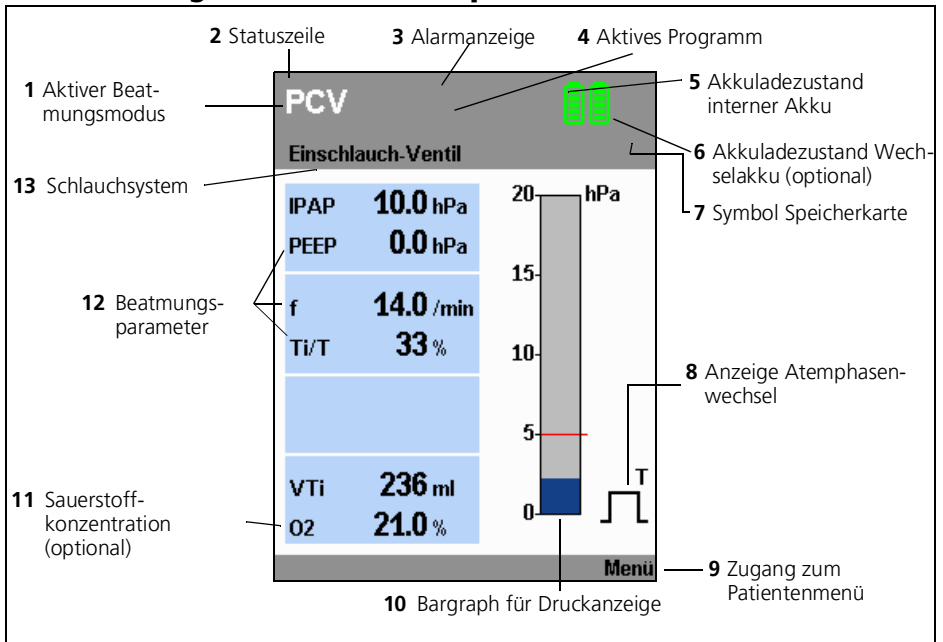 2 Statuszeile
3 Alarmanzeige
4 Aktives Programm
1 Aktiver Beat-
mungsmodus
PCV
5 Akkuladezustand
interner Akku
Einschlauch-Ventil
6 Akkuladezustand Wech-
selakku (optional)
13 Schlauchsystem
7 Symbol Speicherkarte
IPAP 10.0 hPa
PEEP 0.0 hPa
20 hPa
15
12 Beatmungs-
parameter
f 14.0 /min
Ti/T 33 %
10
8 Anzeige Atemphasen-
wechsel
5
T
11 Sauerstoff-
konzentration
(optional)
VTi 236 ml
O2 21.0 %
0
Menü
9 Zugang zum
Patientenmenü
10 Bargraph für Druckanzeige